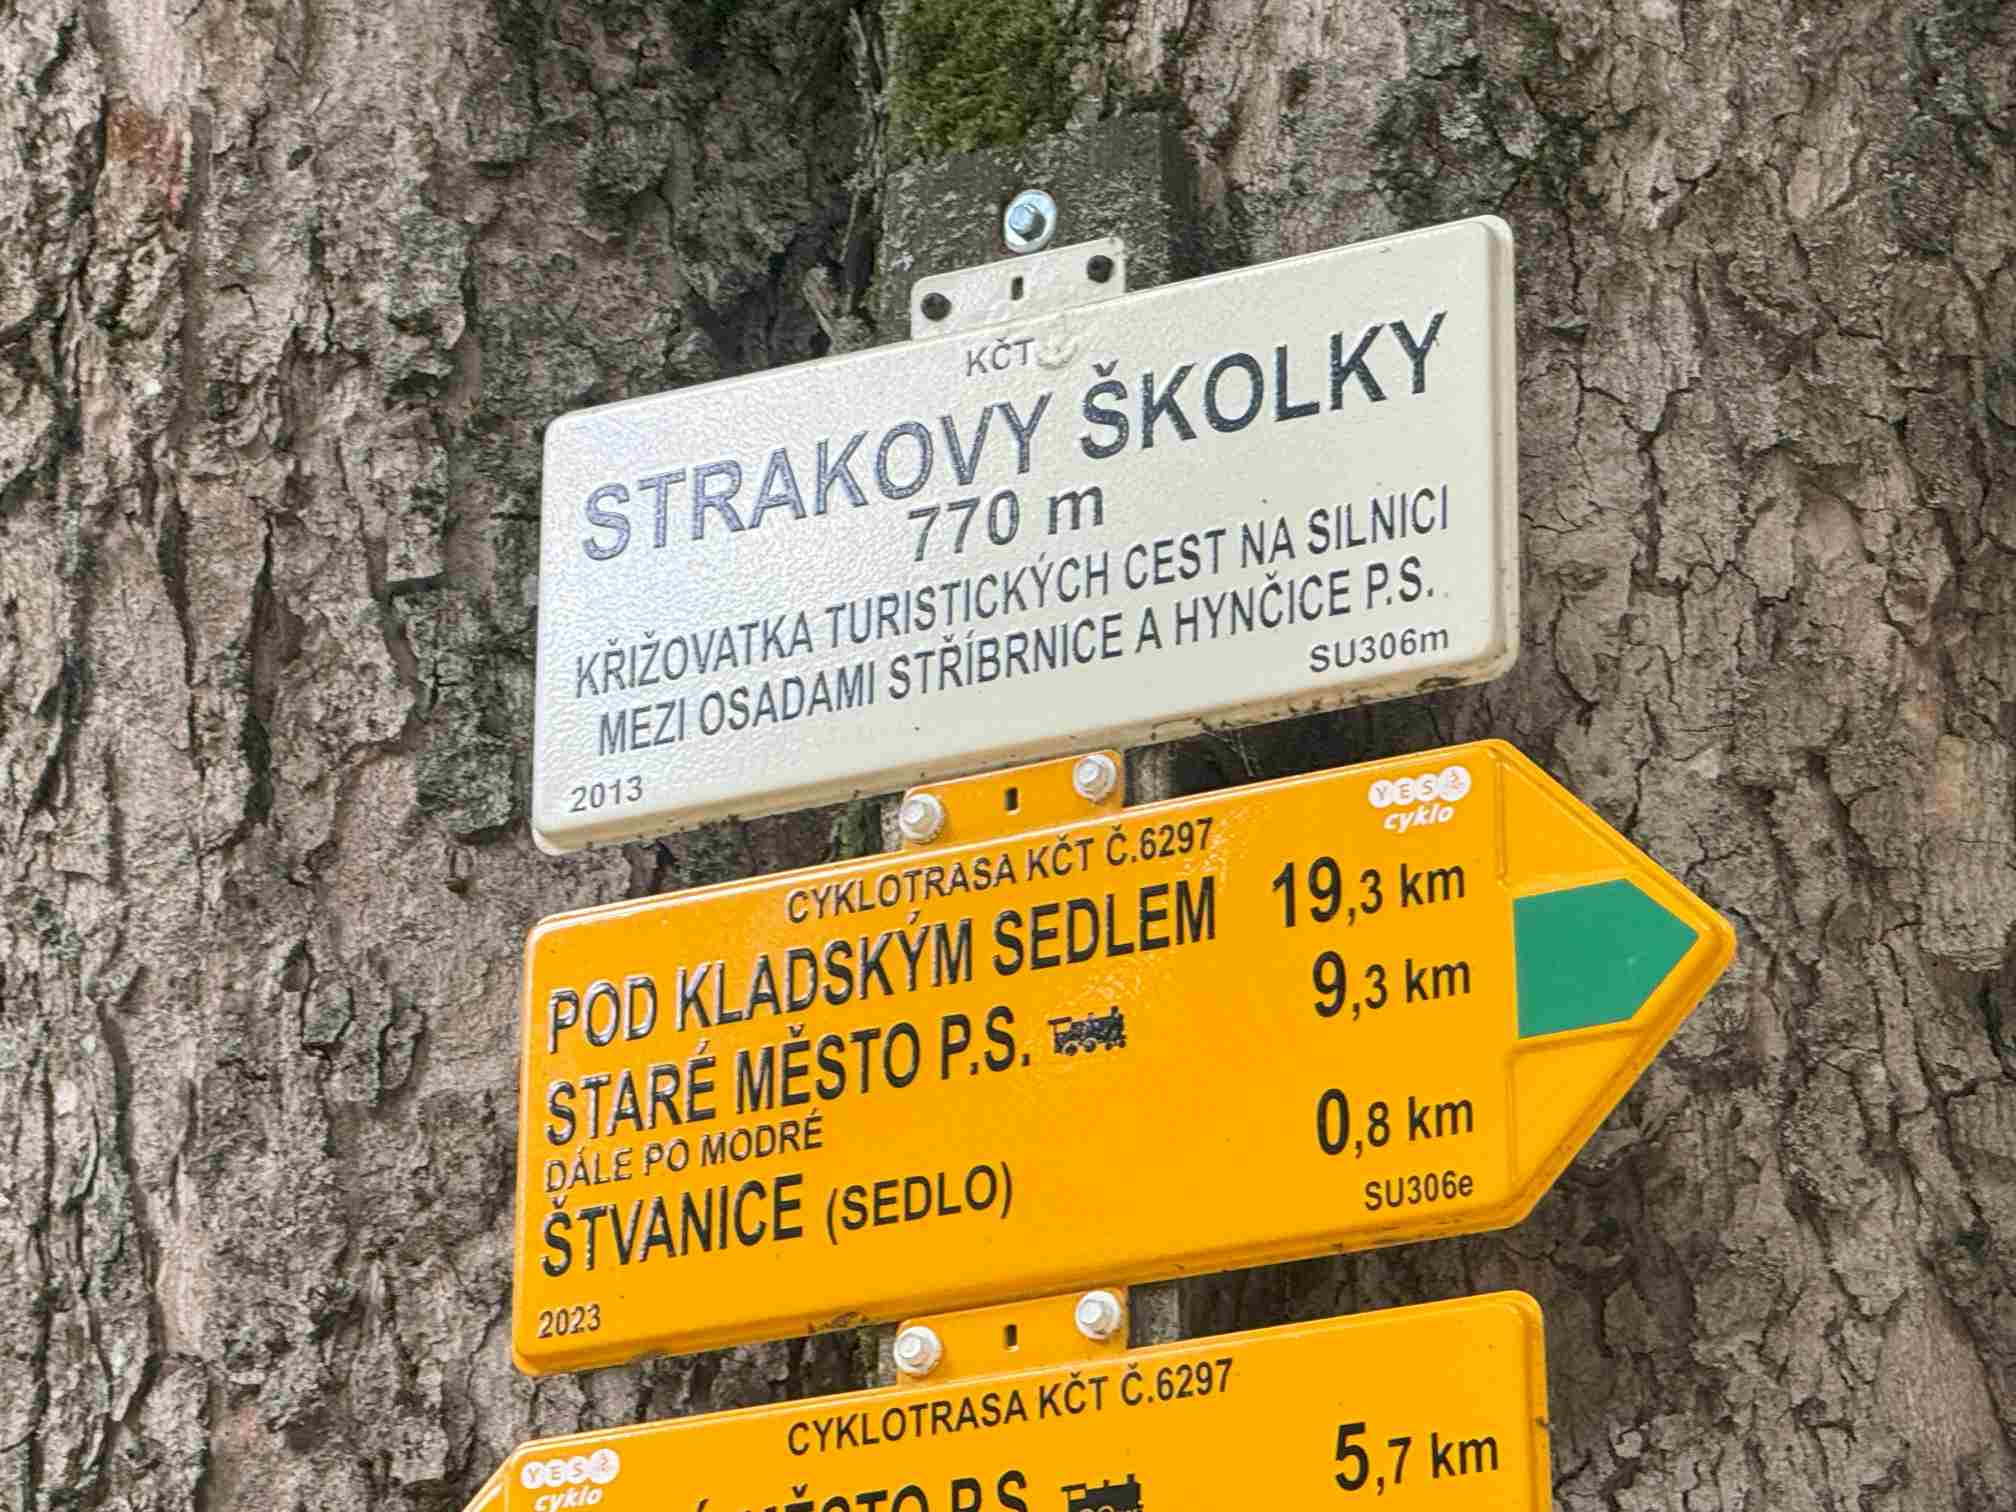 KČT
STRAKOVY ŠKOLKY
770 m
KŘIŽOVATKA TURISTICKÝCH CEST NA SILNICI
MEZI OSADAMI STŘÍBRNICE A HYNČICE P.S.
SU306m
2013
YES
cyklo
CYKLOTRASA KČT Č.6297
POD KLADSKÝM SEDLEM 19,3 km
STARÉ MĚSTO P.S. 9,3 km
DÁLE PO MODRÉ
ŠTVANICE (SEDLO) 0,8 km
SU306e
2023
CYKLOTRASA KČT Č.6297
YES
cyklo
MĚSTO P.S. 5,7 km